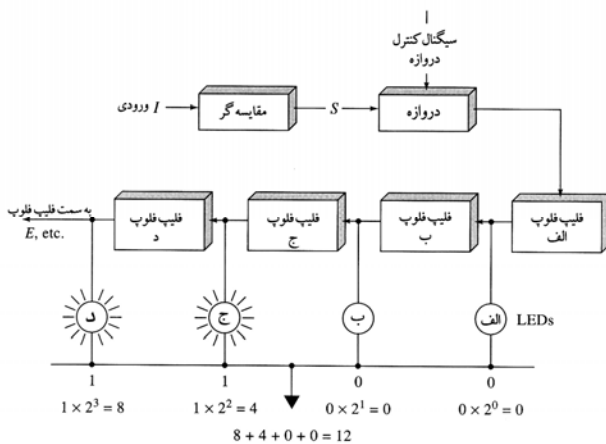 سیگنال کنترل
دروازه
ورودی I
مقایسه گر
S
دروازه
به سمت فلیپ فلوپ
E, etc.
فلیپ فلوپ
د
فلیپ فلوپ
ج
فلیپ فلوپ
ب
فلیپ فلوپ
الف
د
ج
ب
الف
LEDs
1
1
0
0
1 × 2³ = 8
1 × 2² = 4
0 × 2¹ = 0
0 × 2⁰ = 0
8 + 4 + 0 + 0 = 12